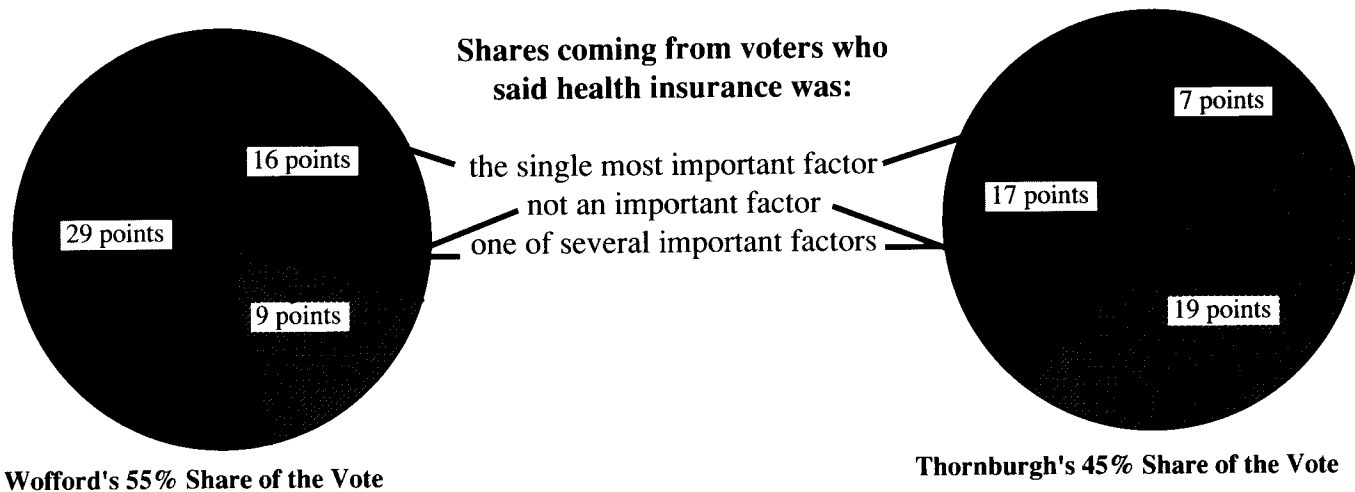 Shares coming from voters who
said health insurance was:
7 points
16 points
the single most important factor
17 points
not an important factor
29 points
one of several important factors
9 points
19 points
Wofford's 55% Share of the Vote
Thornburgh's 45% Share of the Vote